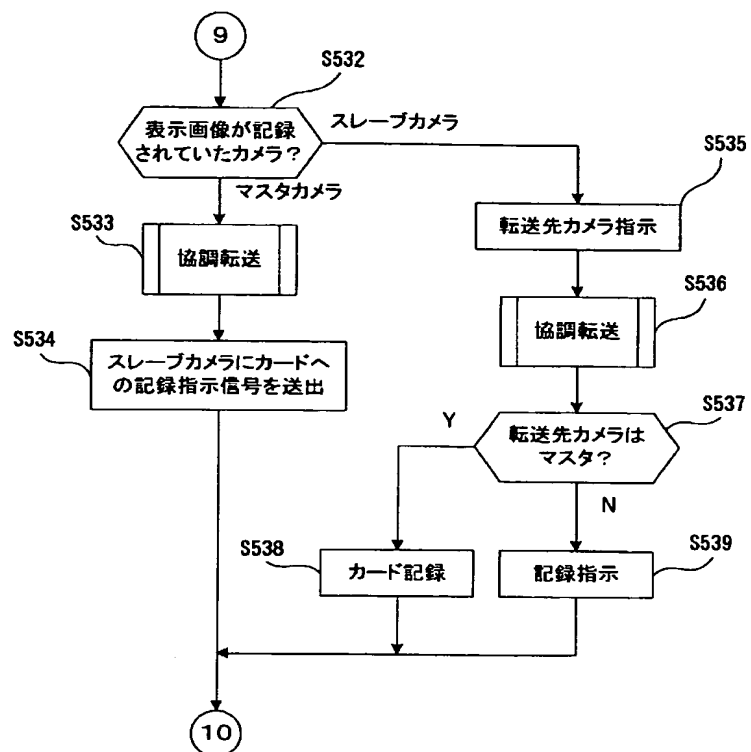 9
S532
表示画像が記録
されていたカメラ？
スレーブカメラ
マスタカメラ
S533
協調転送
S534
スレーブカメラにカードへ
の記録指示信号を送出
S535
転送先カメラ指示
S536
協調転送
S537
転送先カメラは
マスタ？
Y
N
S538
カード記録
S539
記録指示
10